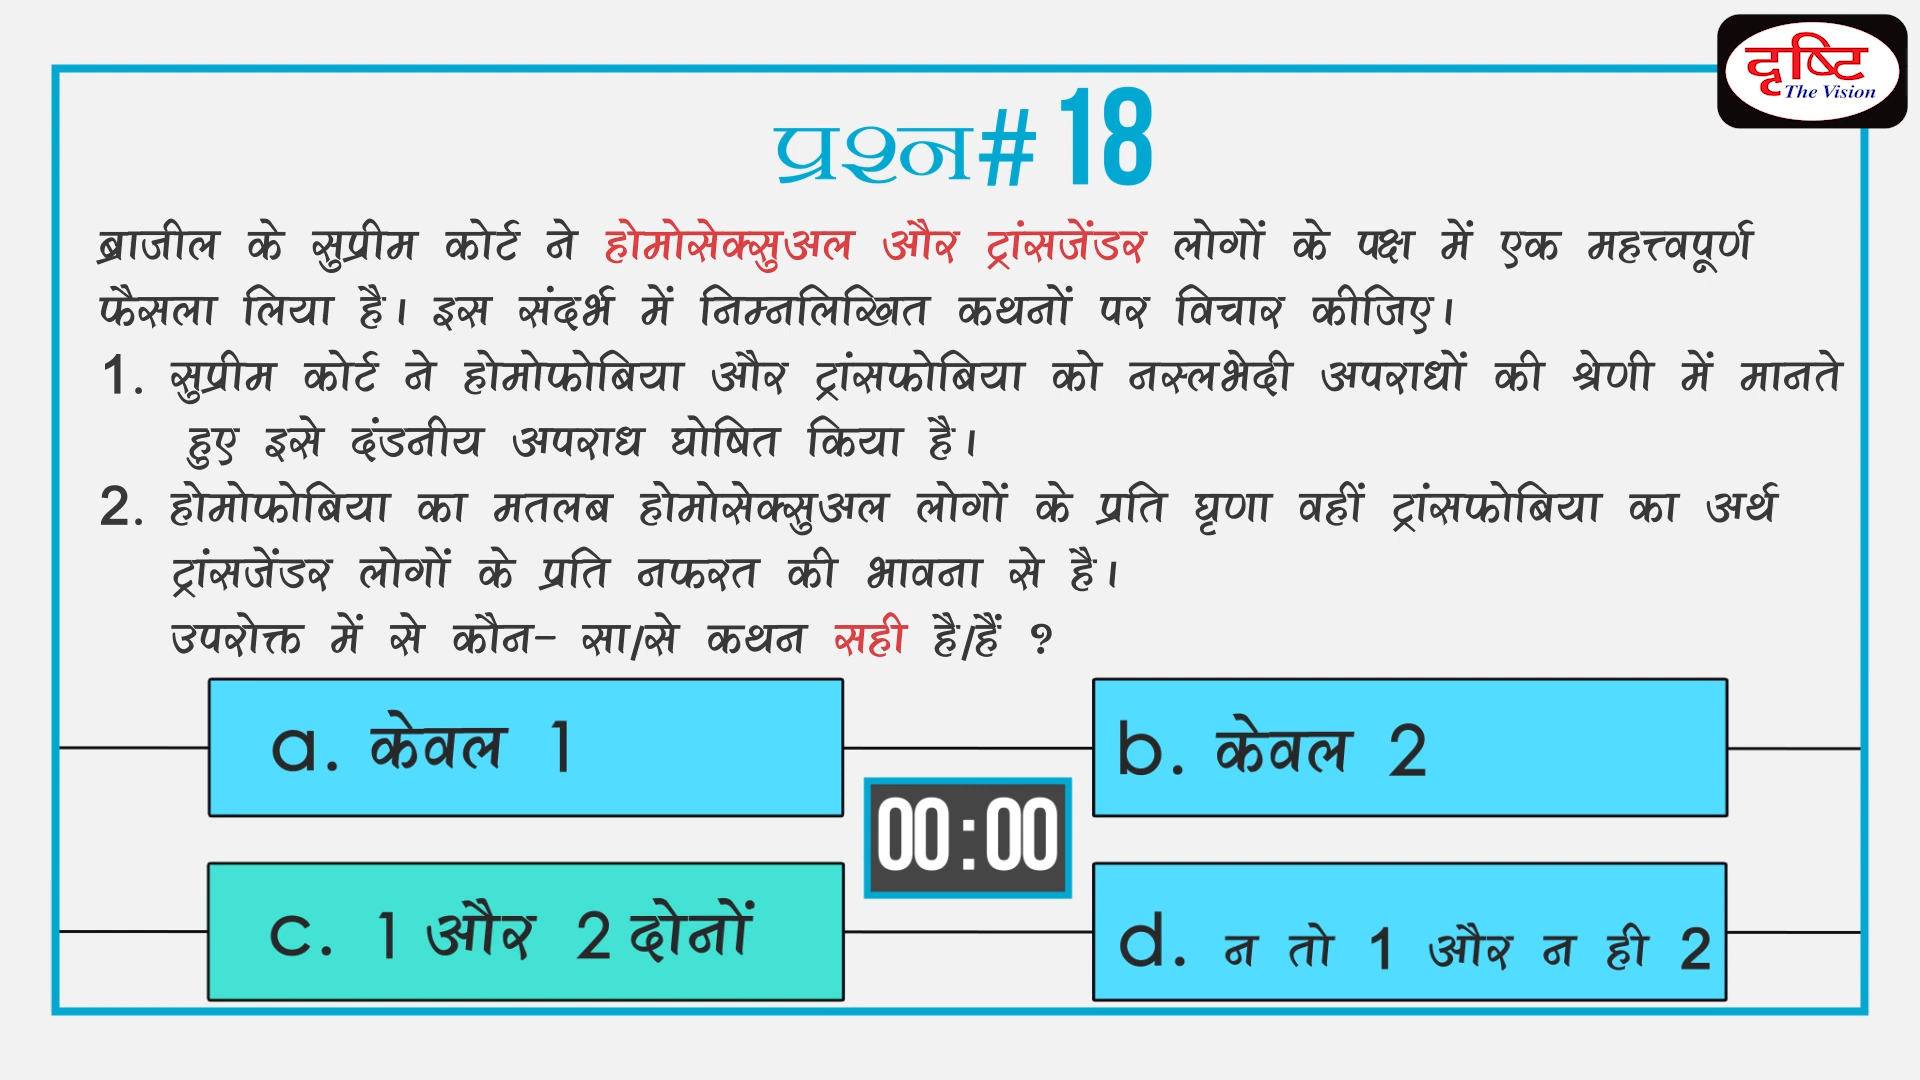 दृष्टि
The Vision
प्रश्न# 18
ब्राजील के सुप्रीम कोर्ट ने होमोसेक्सुअल और ट्रांसजेंडर लोगों के पक्ष में एक महत्त्वपूर्ण
फैसला लिया है। इस संदर्भ में निम्नलिखित कथनों पर विचार कीजिए।
1. सुप्रीम कोर्ट ने होमोफोबिया और ट्रांसफोबिया को नस्लभेदी अपराधों की श्रेणी में मानते
हुए इसे दंडनीय अपराध घोषित किया है।
2. होमोफोबिया का मतलब होमोसेक्सुअल लोगों के प्रति घृणा वहीं ट्रांसफोबिया का अर्थ
ट्रांसजेंडर लोगों के प्रति नफरत की भावना से है।
उपरोक्त में से कौन- सा/से कथन सही है/हैं ?
a. केवल 1
b. केवल 2
00:00
c. 1 और 2 दोनों
d. न तो 1 और न ही 2